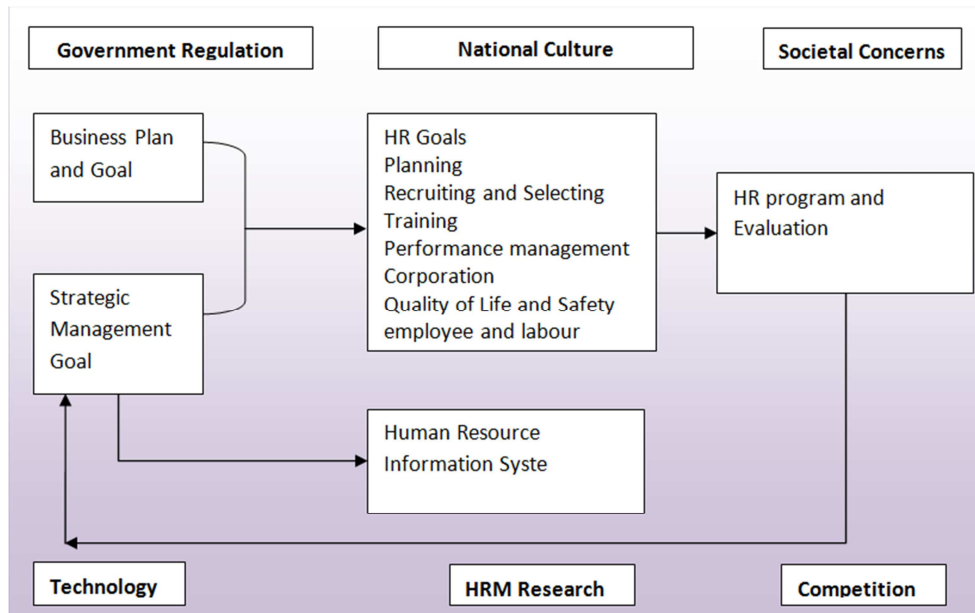 Government Regulation
National Culture
Societal Concerns
Business Plan
and Goal
HR Goals
Planning
Recruiting and Selecting
Training
Performance management
Corporation
Quality of Life and Safety
employee and labour
HR program and
Evaluation
Strategic
Management
Goal
Human Resource
Information Syste
Technology
HRM Research
Competition